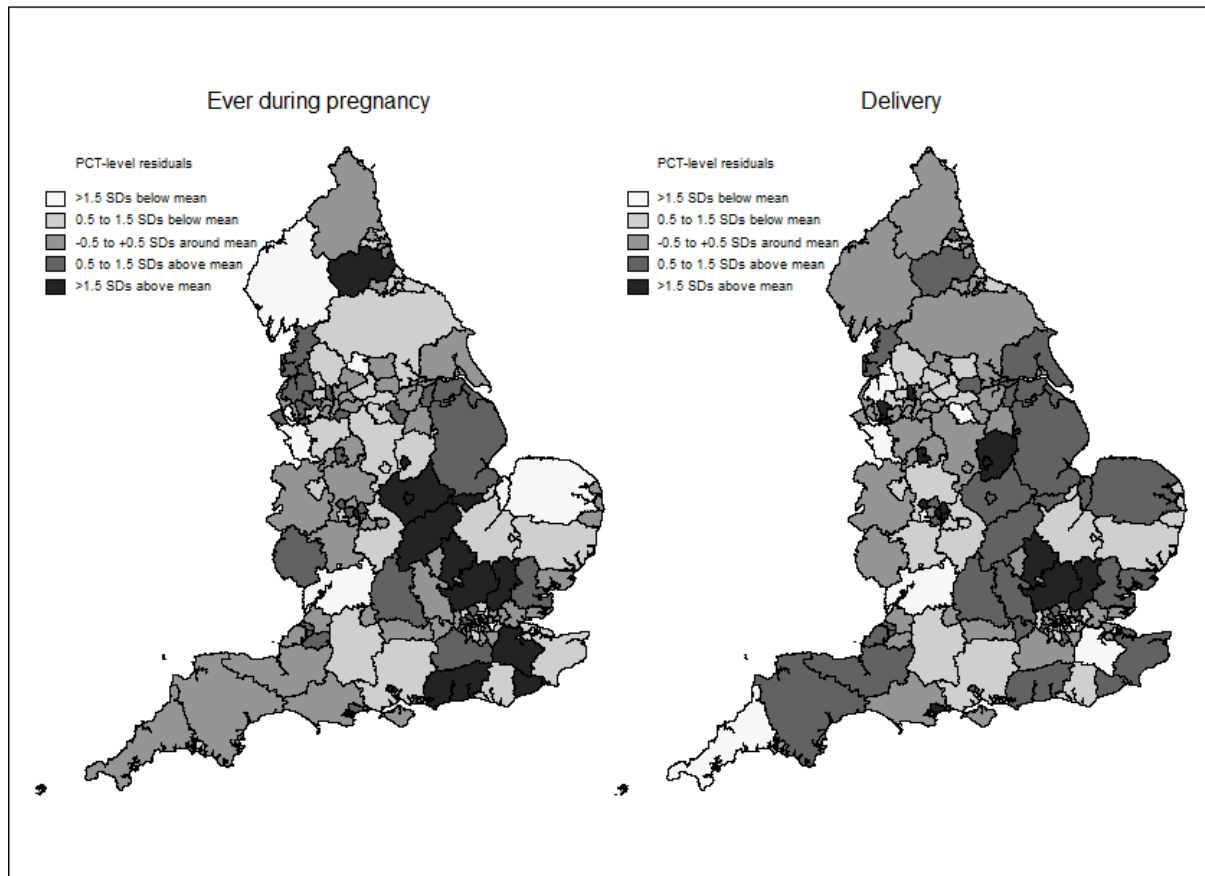 Ever during pregnancy
PCT-level residuals
>1.5 SDs below mean
0.5 to 1.5 SDs below mean
-0.5 to +0.5 SDs around mean
0.5 to 1.5 SDs above mean
>1.5 SDs above mean
Delivery
PCT-level residuals
>1.5 SDs below mean
0.5 to 1.5 SDs below mean
-0.5 to +0.5 SDs around mean
0.5 to 1.5 SDs above mean
>1.5 SDs above mean